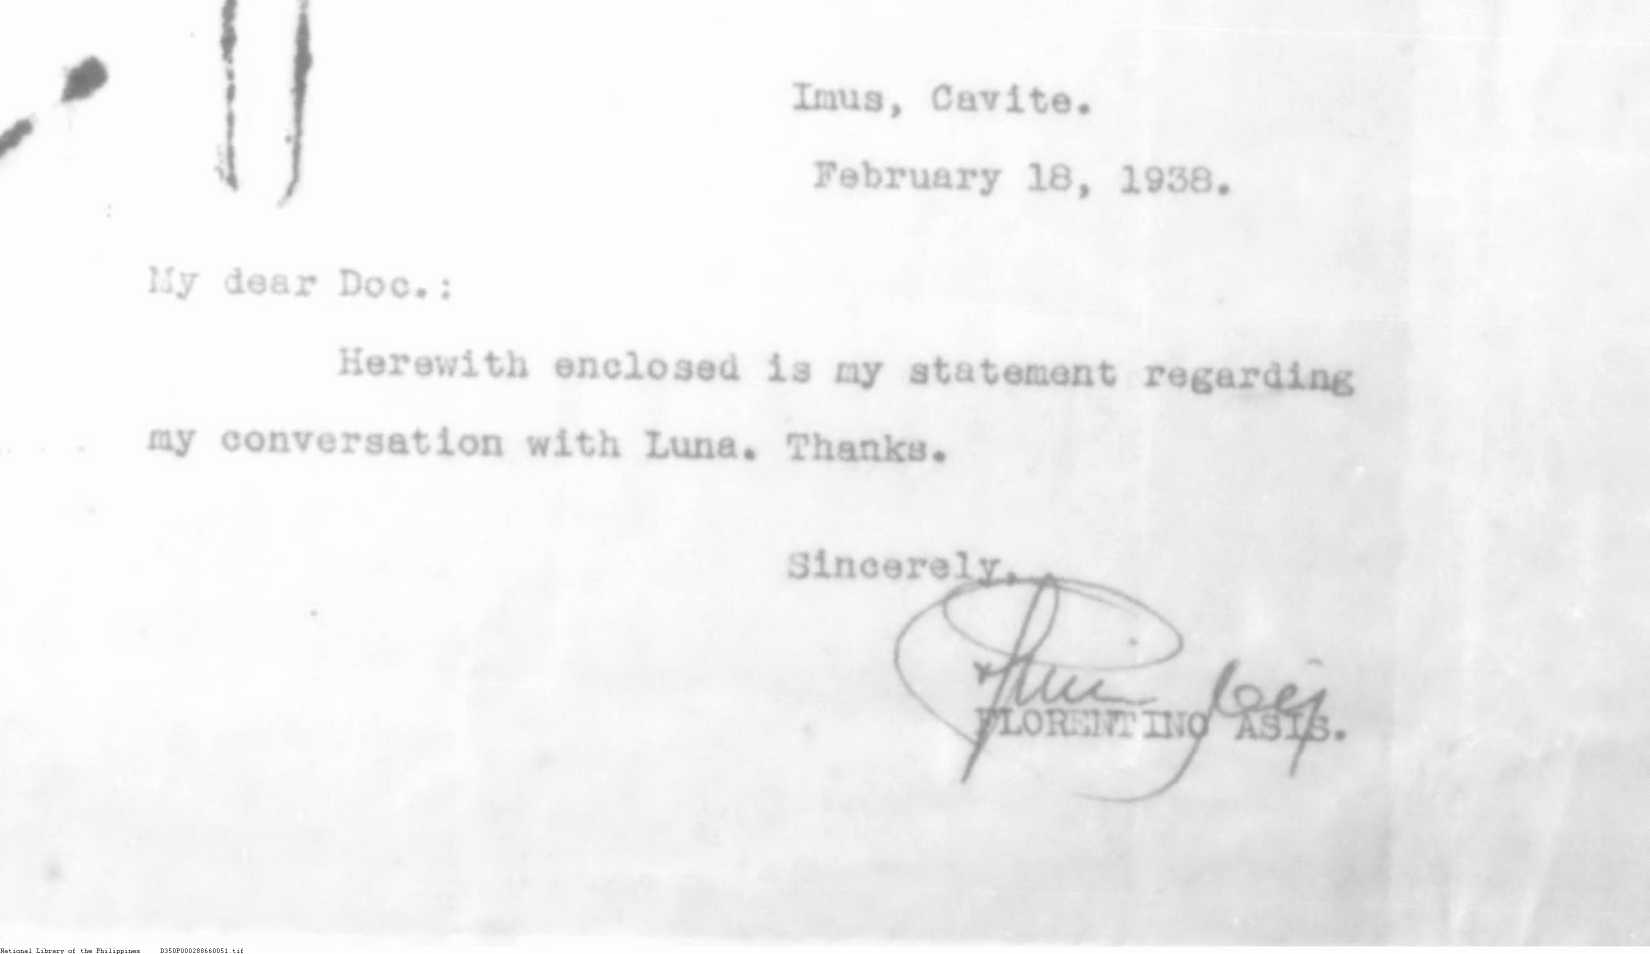 Imus, Cavite.
February 18, 1938.
My dear Doc.:
Herewith enclosed is my statement regarding
my conversation with Luna. Thanks.
Sincerely,
FLORENTINO ASIS.
National Library of the Philippines D350P000288660051.tif